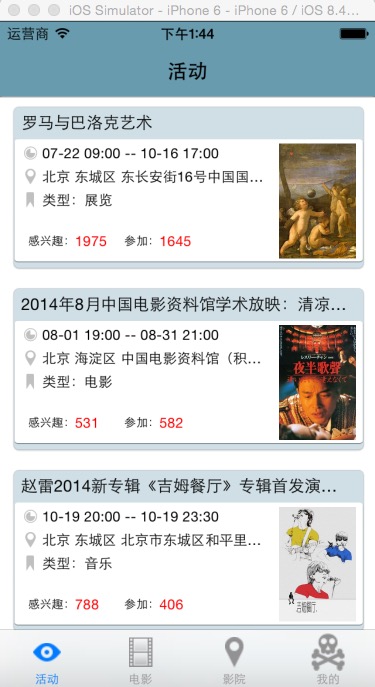 iOS Simulator - iPhone 6 - iPhone 6 / iOS 8.4...
运营商 下午1:44
活动
罗马与巴洛克艺术
07-22 09:00 -- 10-16 17:00
北京 东城区 东长安街16号中国国...
类型：展览
感兴趣：1975 参加：1645
2014年8月中国电影资料馆学术放映：清凉...
08-01 19:00 -- 08-31 21:00
北京 海淀区 中国电影资料馆（积...
类型：电影
感兴趣：531 参加：582
レスリー・チャン
夜半歌聲
赵雷2014新专辑《吉姆餐厅》专辑首发演...
10-19 20:00 -- 10-19 23:30
北京 东城区 北京市东城区和平里...
类型：音乐
感兴趣：788 参加：406
吉姆餐厅
活动 电影 影院 我的